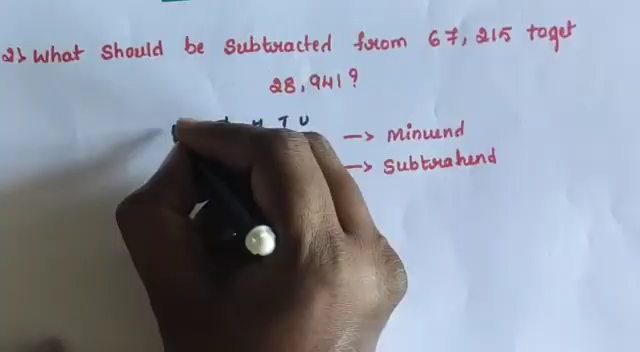 2) What should be subtracted from 67,215 to get
28,941?
H T U
→ Minuend
→ Subtrahend